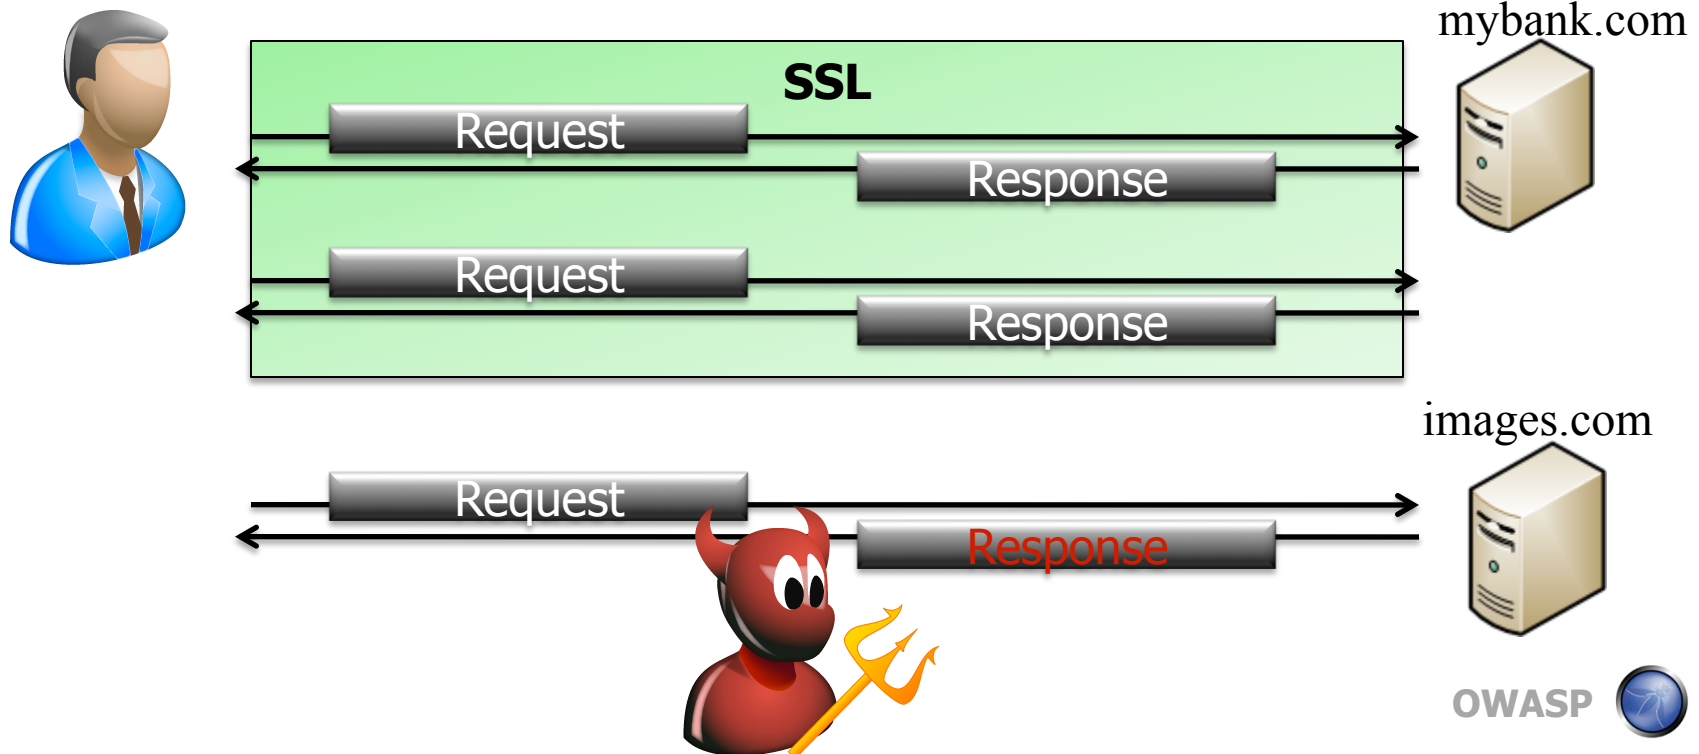 mybank.com
SSL
Request
Response
Request
Response
images.com
Request
Response
OWASP